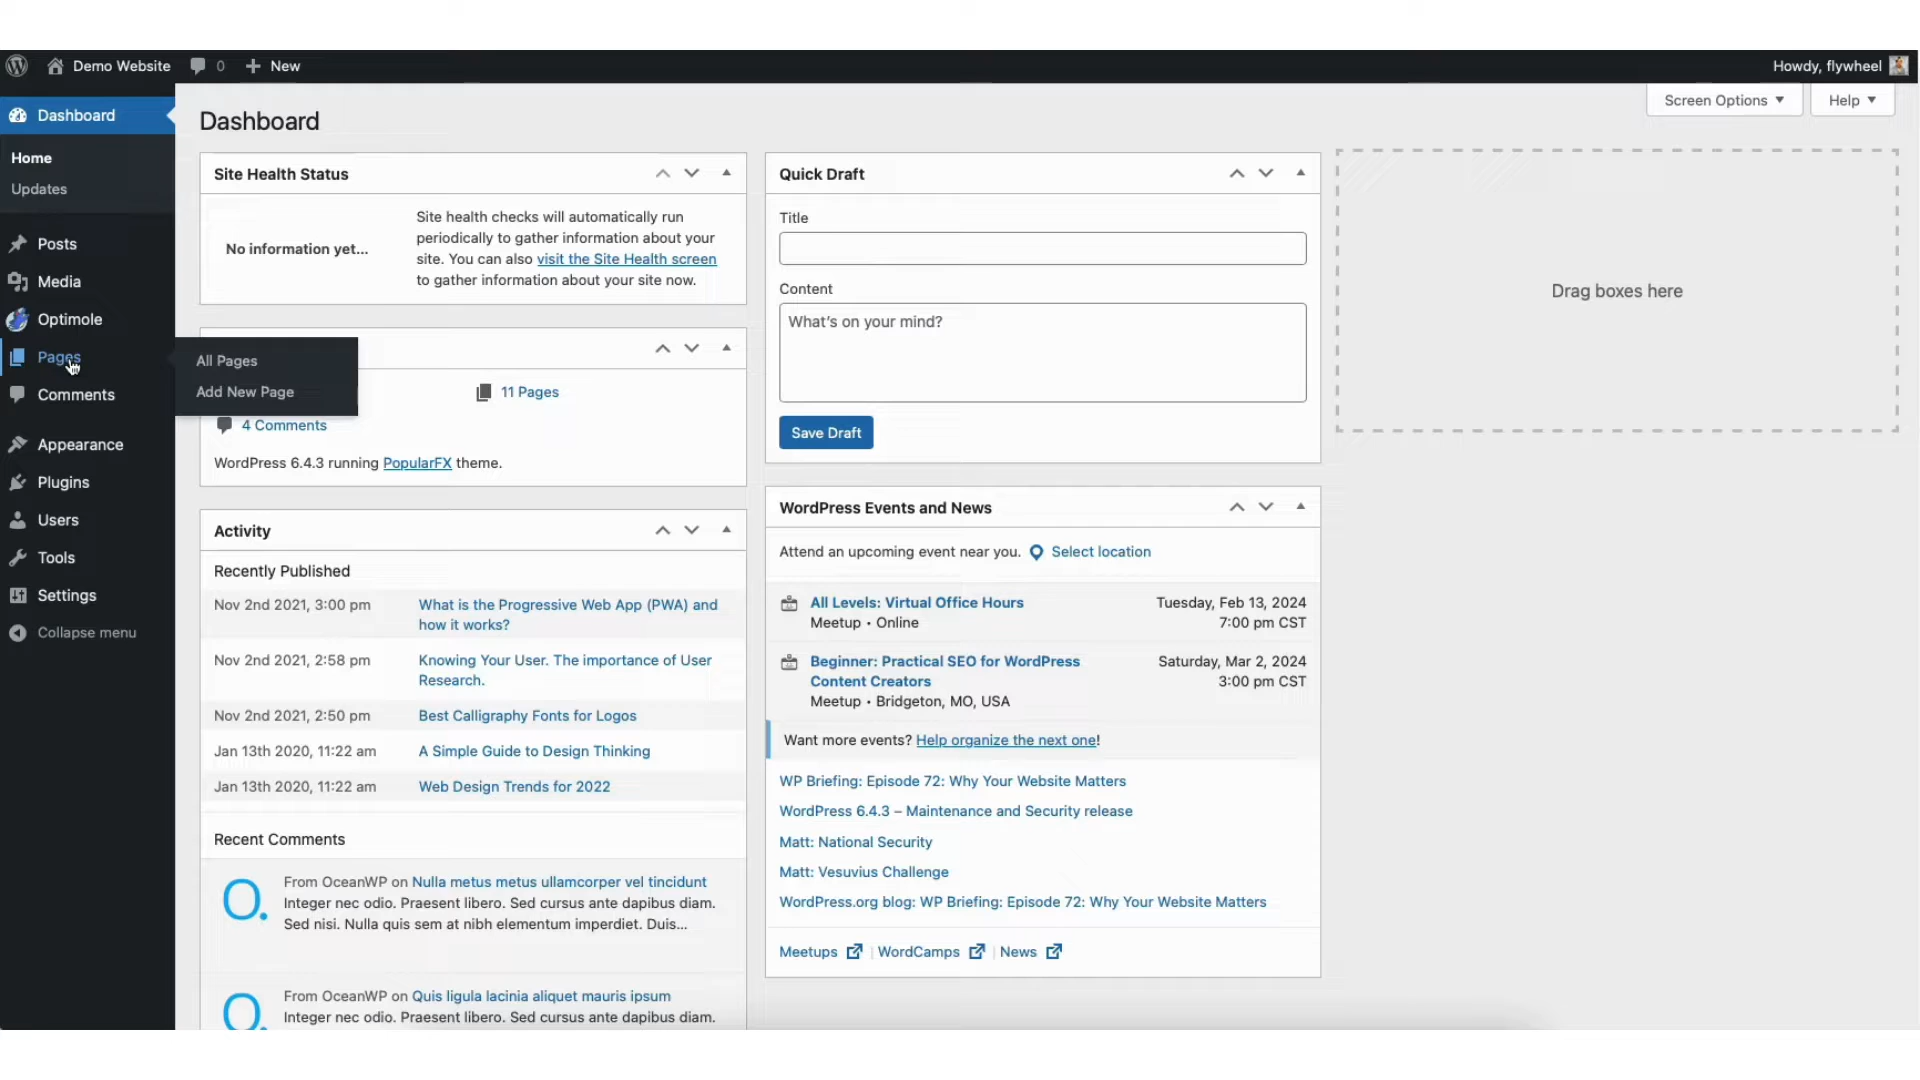 Demo Website 0 New
Howdy, flywheel
Dashboard
Home
Updates
Posts
Media
Optimole
Pages
Comments
Appearance
Plugins
Users
Tools
Settings
Collapse menu
All Pages
Add New Page
Dashboard
Screen Options
Help
Site Health Status
No information yet...
Site health checks will automatically run
periodically to gather information about your
site. You can also visit the Site Health screen
to gather information about your site now.
11 Pages
4 Comments
WordPress 6.4.3 running PopularFX theme.
Activity
Recently Published
Nov 2nd 2021, 3:00 pm What is the Progressive Web App (PWA) and
how it works?
Nov 2nd 2021, 2:58 pm Knowing Your User. The importance of User
Research.
Nov 2nd 2021, 2:50 pm Best Calligraphy Fonts for Logos
Jan 13th 2020, 11:22 am A Simple Guide to Design Thinking
Jan 13th 2020, 11:22 am Web Design Trends for 2022
Recent Comments
From OceanWP on Nulla metus metus ullamcorper vel tincidunt
Integer nec odio. Praesent libero. Sed cursus ante dapibus diam.
Sed nisi. Nulla quis sem at nibh elementum imperdiet. Duis...
From OceanWP on Quis ligula lacinia aliquet mauris ipsum
Integer nec odio. Praesent libero. Sed cursus ante dapibus diam.
Quick Draft
Title
Content
What's on your mind?
Save Draft
WordPress Events and News
Attend an upcoming event near you. Select location
All Levels: Virtual Office Hours Tuesday, Feb 13, 2024
Meetup • Online 7:00 pm CST
Beginner: Practical SEO for WordPress Saturday, Mar 2, 2024
Content Creators 3:00 pm CST
Meetup • Bridgeton, MO, USA
Want more events? Help organize the next one!
WP Briefing: Episode 72: Why Your Website Matters
WordPress 6.4.3 – Maintenance and Security release
Matt: National Security
Matt: Vesuvius Challenge
WordPress.org blog: WP Briefing: Episode 72: Why Your Website Matters
Meetups | WordCamps | News
Drag boxes here